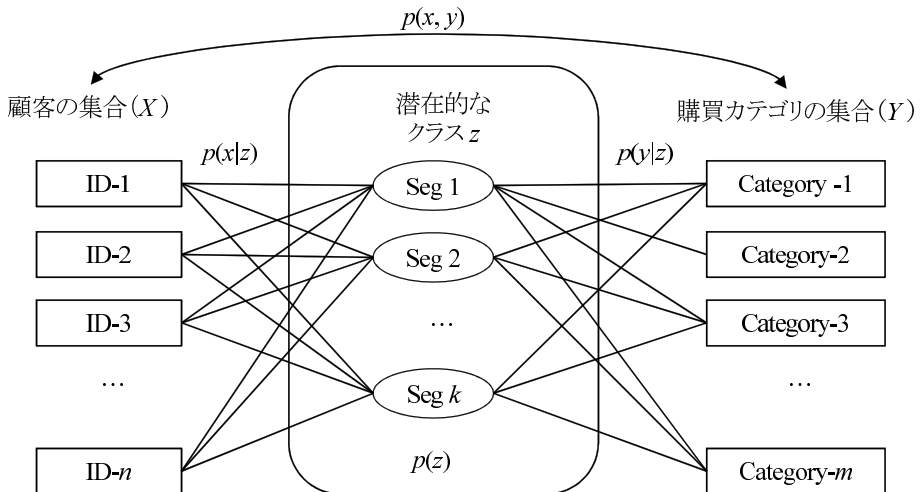 p(x, y)
顧客の集合(X)
潜在的な
クラス z
購買カテゴリの集合(Y)
p(x|z)
p(y|z)
ID-1
Seg 1
Category -1
ID-2
Seg 2
Category-2
ID-3
…
Category-3
…
Seg k
…
ID-n
p(z)
Category-m